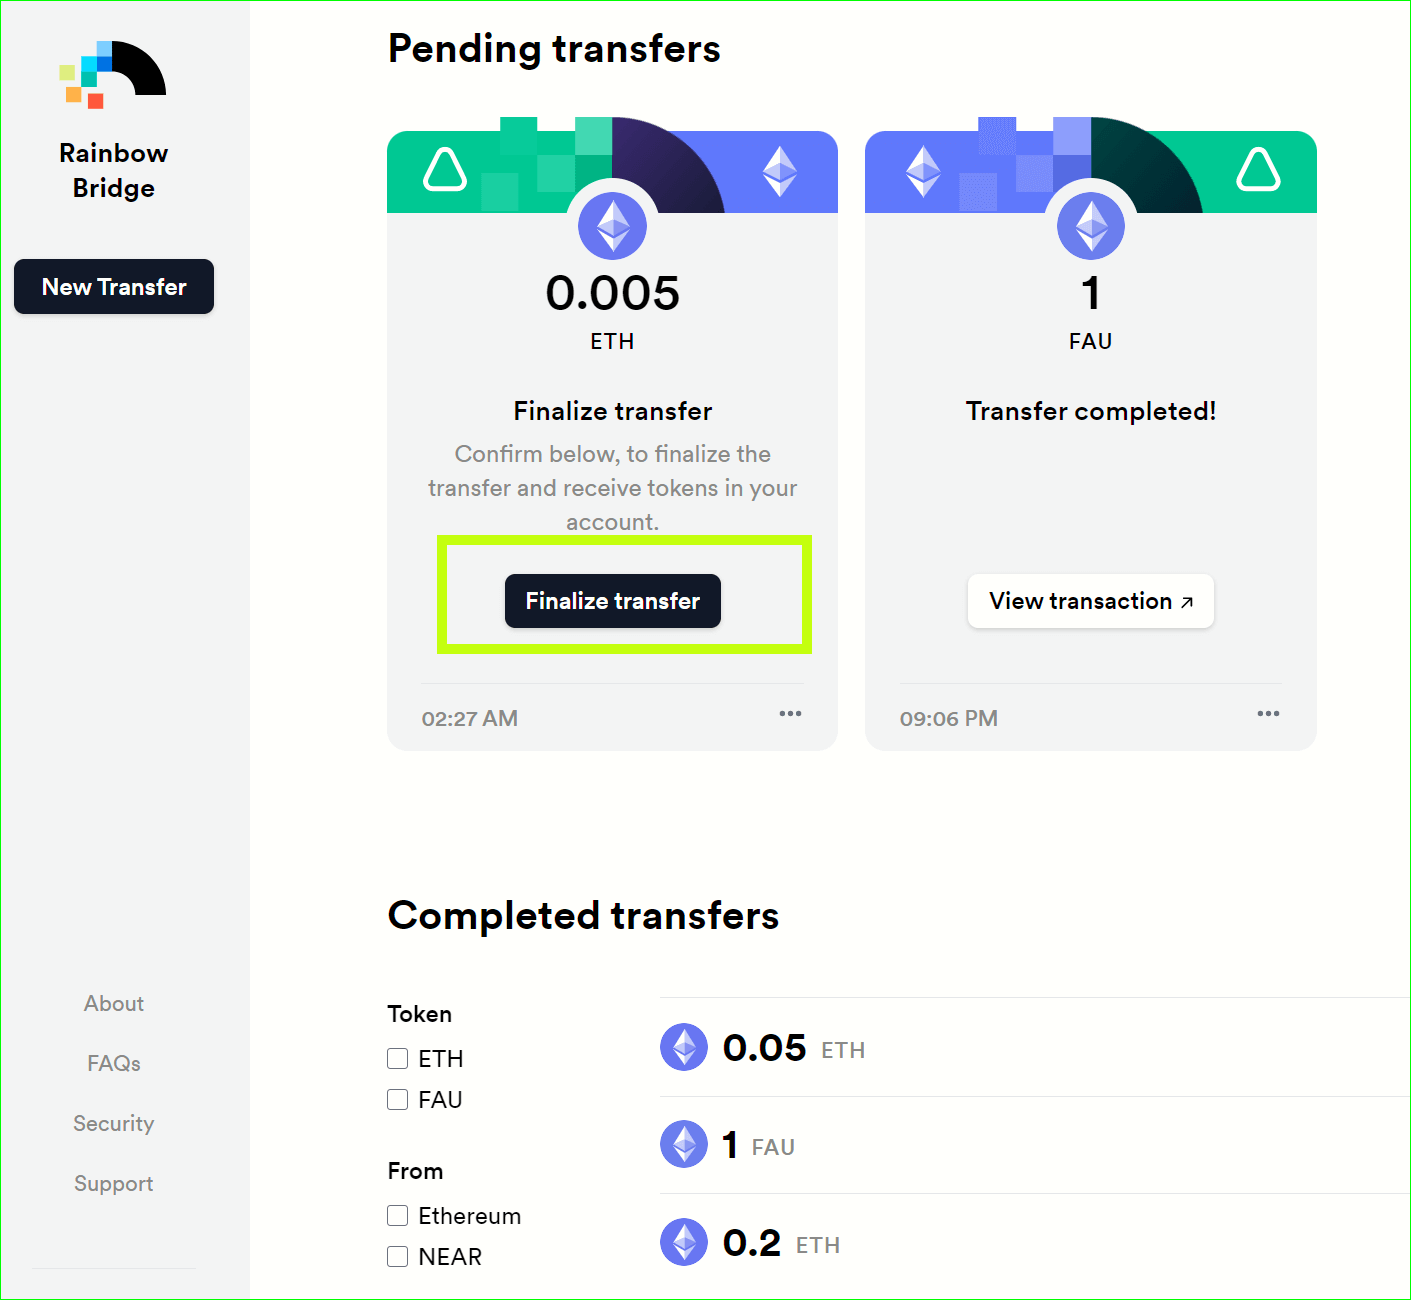 Rainbow
Bridge
New Transfer
About
FAQs
Security
Support
Pending transfers
0.005
ETH
Finalize transfer
Confirm below, to finalize the
transfer and receive tokens in your
account.
Finalize transfer
02:27 AM
1
FAU
Transfer completed!
View transaction
09:06 PM
Completed transfers
Token
ETH
FAU
From
Ethereum
NEAR
0.05 ETH
1 FAU
0.2 ETH